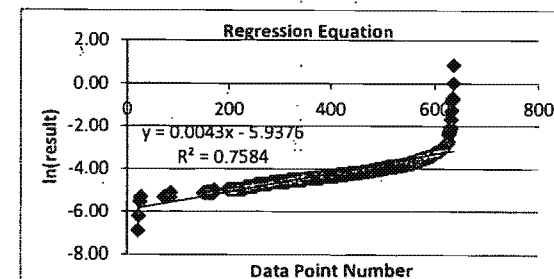 Regression Equation
2.00
0.00
0 200 400 600 800
-2.00
y = 0.0043x - 5.9376
R² = 0.7584
-4.00
-6.00
-8.00
ln(result)
Data Point Number